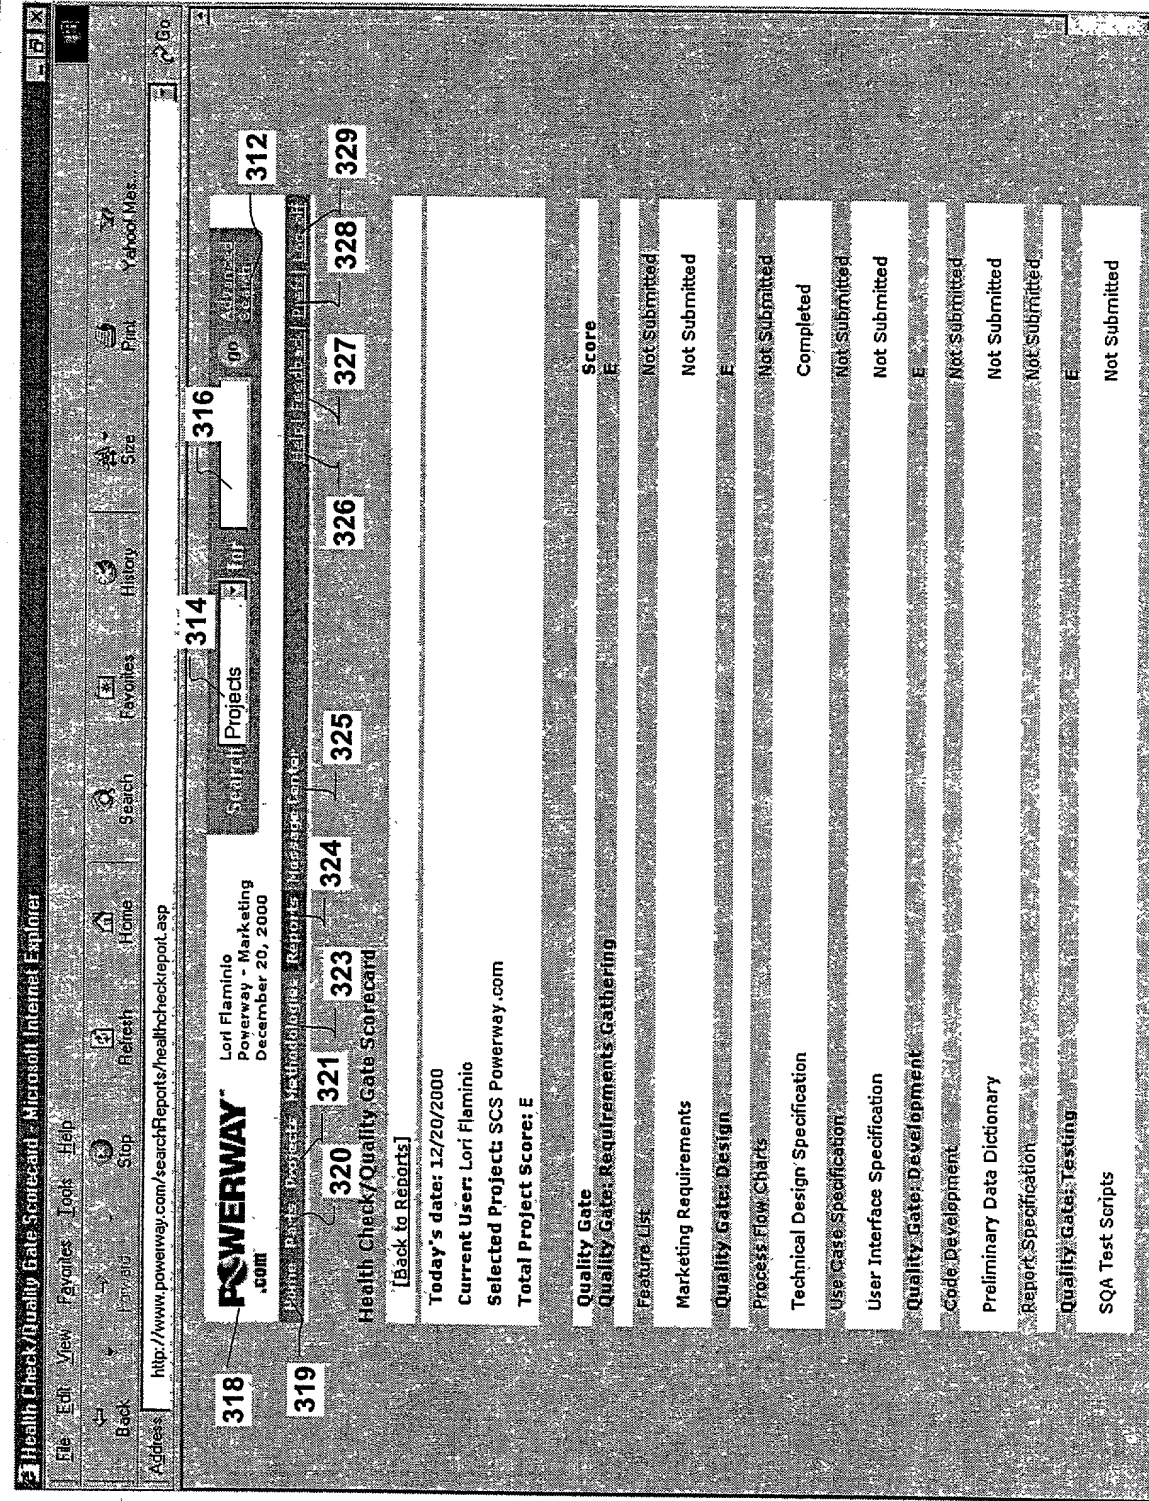 Health Check/Quality Gate Scorecard - Microsoft Internet Explorer
File Edit View Favorites Tools Help
Back Forward Stop Refresh Home Search Favorites History Size Print Yahoo! Mes...
Address http://www.powerway.com/searchReports/healthcheckreport.asp Go
314 316 312
318 POWERWAY .com
Lori Flaminio
Powerway - Marketing
December 20, 2000
Search Projects for go Advanced Search
319 Home Parts Projects Methodologies Reports Message Center
320 321 323 324 325 326 327 328 329
Health Check/Quality Gate Scorecard
[Back to Reports]
Today's date: 12/20/2000
Current User: Lori Flaminio
Selected Project: SCS Powerway.com
Total Project Score: E
Quality Gate Score
Quality Gate: Requirements Gathering E
Feature List Not Submitted
Marketing Requirements Not Submitted
Quality Gate: Design E
Process Flow Charts Not Submitted
Technical Design Specification Completed
Use Case Specification Not Submitted
User Interface Specification Not Submitted
Quality Gate: Development E
Code Development Not Submitted
Preliminary Data Dictionary Not Submitted
Report Specification Not Submitted
Quality Gate: Testing E
SQA Test Scripts Not Submitted